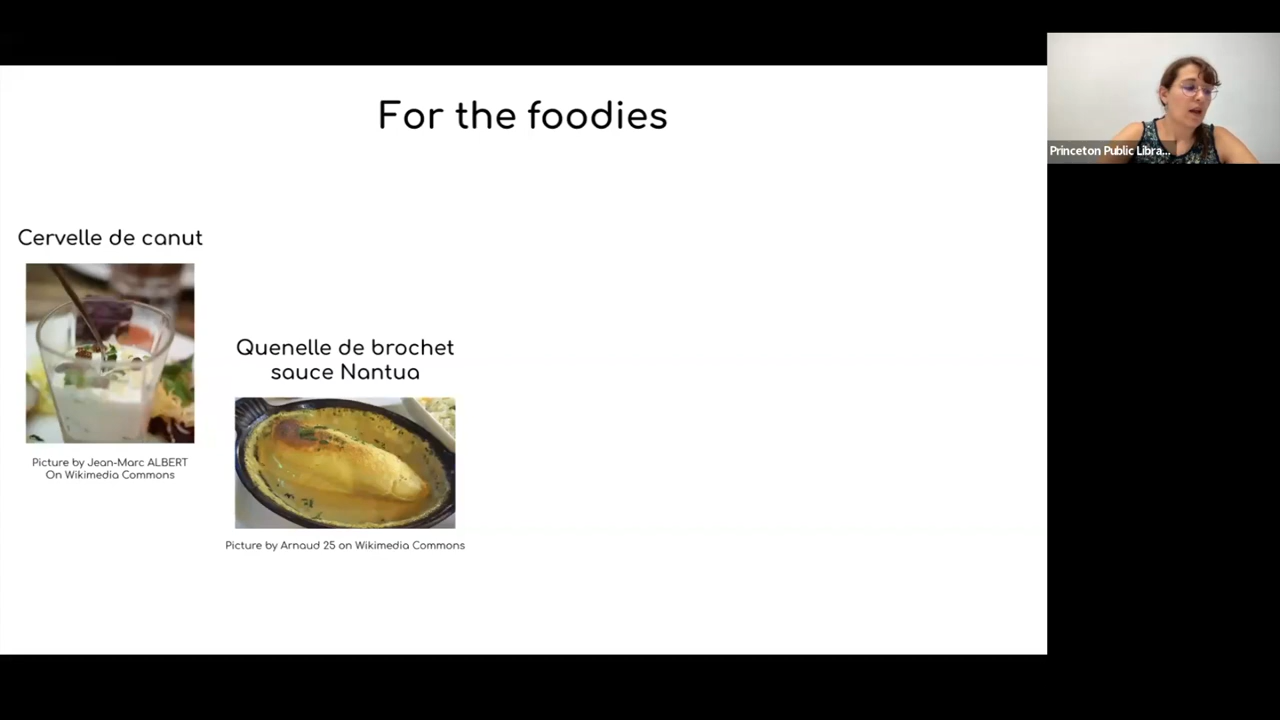 For the foodies
Cervelle de canut
Picture by Jean-Marc ALBERT
On Wikimedia Commons
Quenelle de brochet
sauce Nantua
Picture by Arnaud 25 on Wikimedia Commons
Princeton Public Libra...